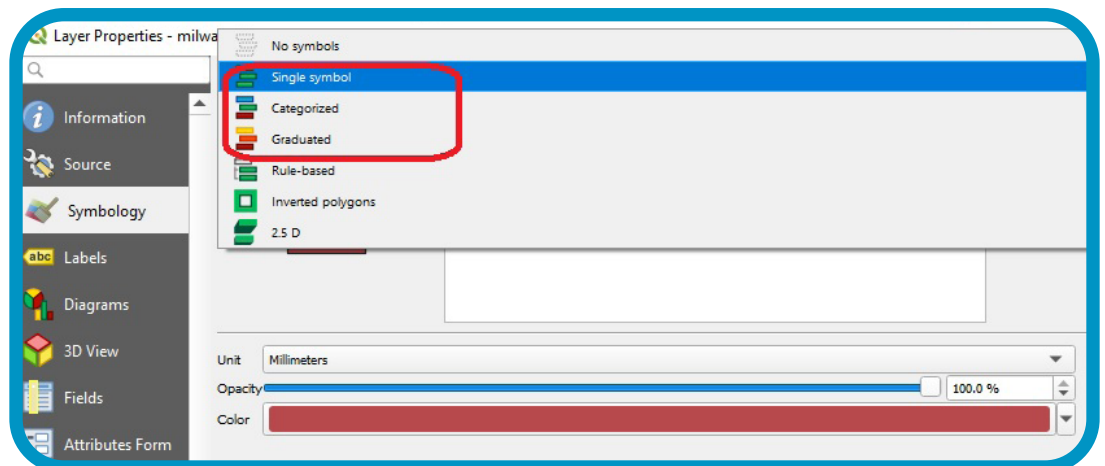 Layer Properties - milwa
No symbols
Single symbol
Categorized
Graduated
Rule-based
Inverted polygons
2.5 D
Information
Source
Symbology
abc Labels
Diagrams
3D View
Fields
Attributes Form
Unit Millimeters
Opacity 100.0 %
Color